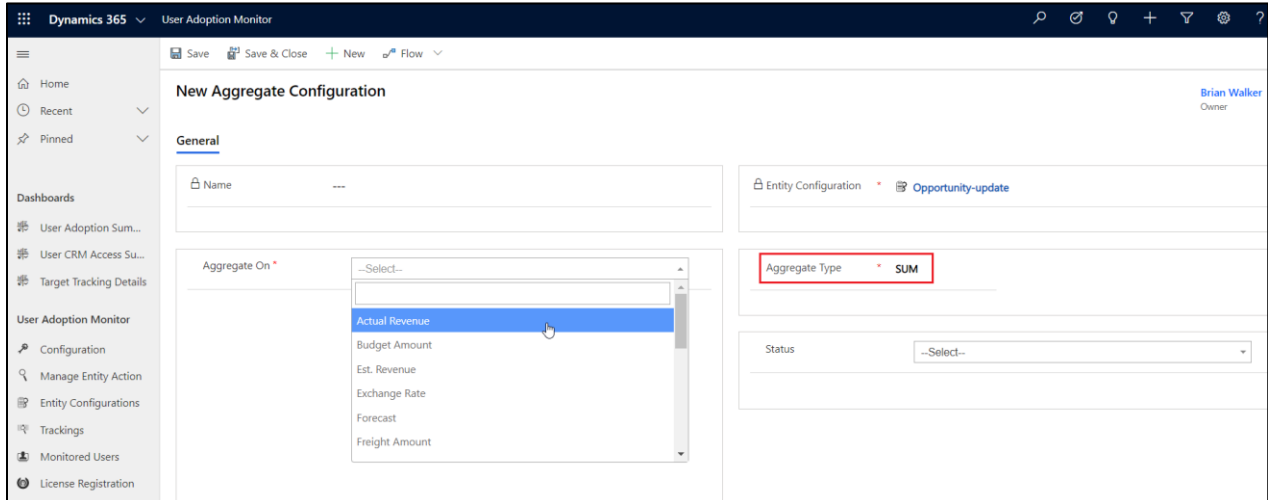 Dynamics 365 User Adoption Monitor
Save Save & Close New Flow
Home
Recent
Pinned
Dashboards
User Adoption Sum...
User CRM Access Su...
Target Tracking Details
User Adoption Monitor
Configuration
Manage Entity Action
Entity Configurations
Trackings
Monitored Users
License Registration
New Aggregate Configuration
Brian Walker
Owner
General
Name ---
Entity Configuration * Opportunity-update
Aggregate On * --Select--
Actual Revenue
Budget Amount
Est. Revenue
Exchange Rate
Forecast
Freight Amount
Aggregate Type * SUM
Status --Select--